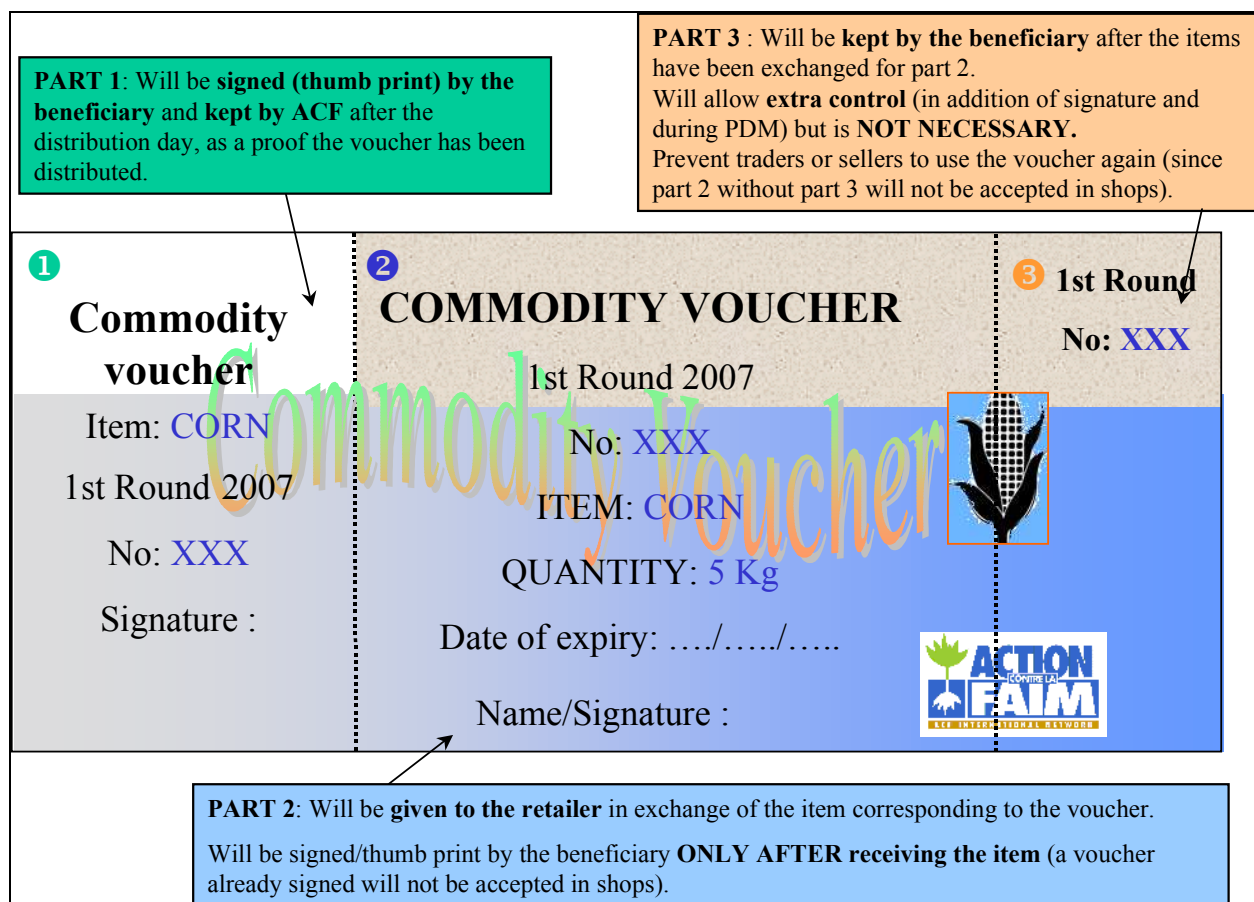 PART 1: Will be signed (thumb print) by the
beneficiary and kept by ACF after the
distribution day, as a proof the voucher has been
distributed.
PART 3 : Will be kept by the beneficiary after the items
have been exchanged for part 2.
Will allow extra control (in addition of signature and
during PDM) but is NOT NECESSARY.
Prevent traders or sellers to use the voucher again (since
part 2 without part 3 will not be accepted in shops).
1
Commodity
voucher
Item: CORN
1st Round 2007
No: XXX
Signature :
2
COMMODITY VOUCHER
1st Round 2007
No: XXX
ITEM: CORN
QUANTITY: 5 Kg
Date of expiry: …./…../…..
Name/Signature :
Commodity Voucher
3
1st Round
No: XXX
ACTION
CONTRE LA
FAIM
ACF INTERNATIONAL NETWORK
PART 2: Will be given to the retailer in exchange of the item corresponding to the voucher.
Will be signed/thumb print by the beneficiary ONLY AFTER receiving the item (a voucher
already signed will not be accepted in shops).